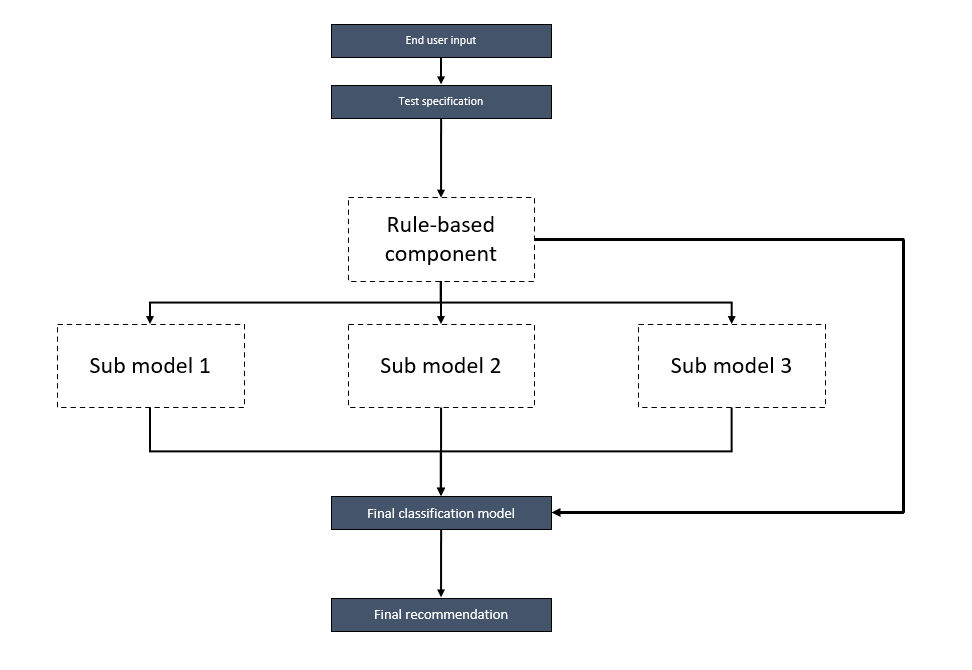 End user input
Test specification
Rule-based
component
Sub model 1
Sub model 2
Sub model 3
Final classification model
Final recommendation